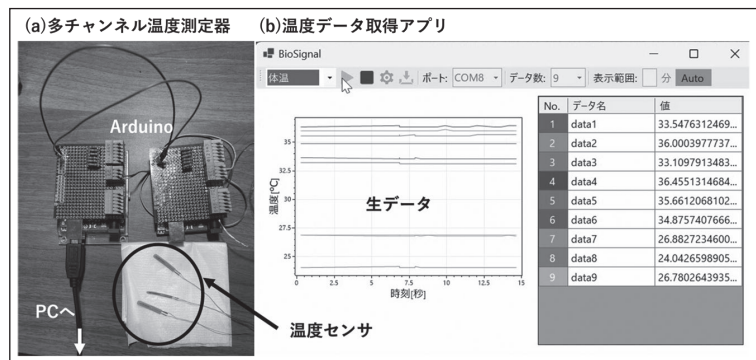 (a)多チャンネル温度測定器
(b)温度データ取得アプリ
Arduino
PCへ
温度センサ
BioSignal
体温
ポート: COM8 データ数: 9 表示範囲: 分 Auto
温度[℃]
35
32.5
30
27.5
25
生データ
0 2.5 5 7.5 10 12.5 15
時刻[秒]
No. データ名 値
1 data1 33.5476312469...
2 data2 36.0003977737...
3 data3 33.1097913483...
4 data4 36.4551314684...
5 data5 35.6612068102...
6 data6 34.8757407666...
7 data7 26.8827234600...
8 data8 24.0426598905...
9 data9 26.7802643935...